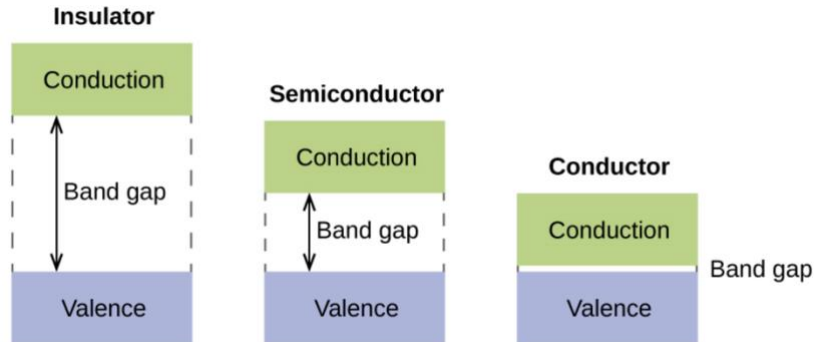 Insulator
Conduction
Band gap
Valence
Semiconductor
Conduction
Band gap
Valence
Conductor
Conduction
Band gap
Valence